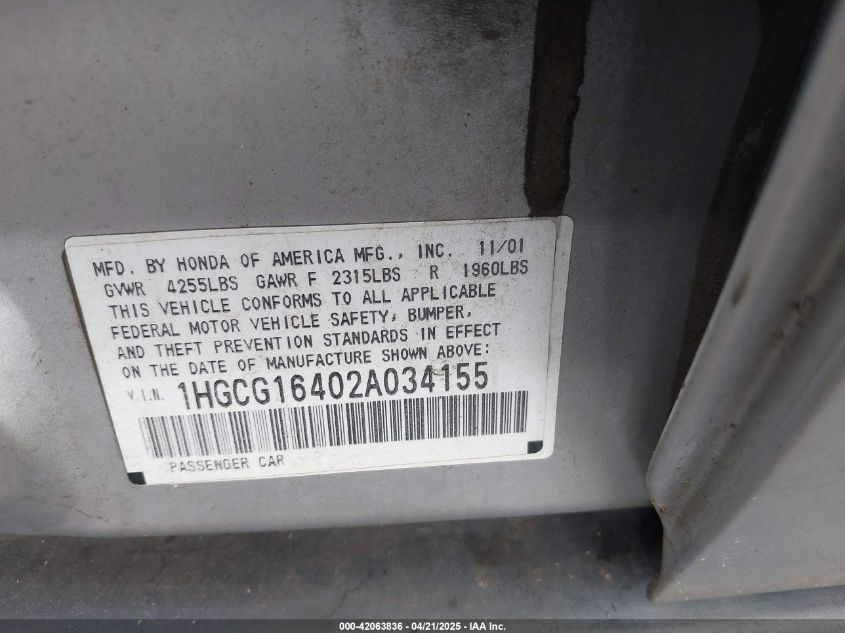 MFD. BY HONDA OF AMERICA MFG., INC. 11/01
GVWR 4255LBS GAWR F 2315LBS R 1960LBS
THIS VEHICLE CONFORMS TO ALL APPLICABLE
FEDERAL MOTOR VEHICLE SAFETY, BUMPER,
AND THEFT PREVENTION STANDARDS IN EFFECT
ON THE DATE OF MANUFACTURE SHOWN ABOVE:
V.I.N. 1HGCG16402A034155
PASSENGER CAR
000-42063836 - 04/21/2025 - IAA Inc.